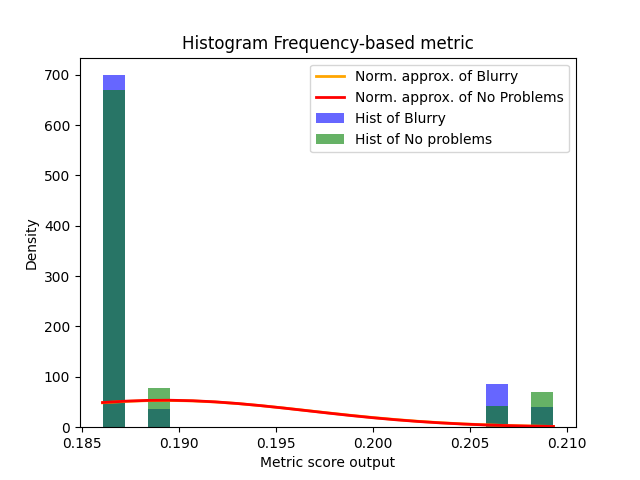 Histogram Frequency-based metric
Norm. approx. of Blurry
Norm. approx. of No Problems
Hist of Blurry
Hist of No problems
Density
700
600
500
400
300
200
100
0
0.185
0.190
0.195
0.200
0.205
0.210
Metric score output